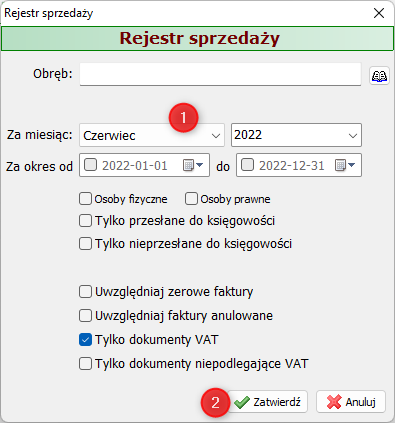 Rejestr sprzedaży
Rejestr sprzedaży
Obręb:
1
Za miesiąc: Czerwiec 2022
Za okres od 2022-01-01 do 2022-12-31
Osoby fizyczne Osoby prawne
Tylko przesłane do księgowości
Tylko nieprzesłane do księgowości
Uwzględniaj zerowe faktury
Uwzględniaj faktury anulowane
Tylko dokumenty VAT
Tylko dokumenty niepodlegające VAT
2 Zatwierdź Anuluj